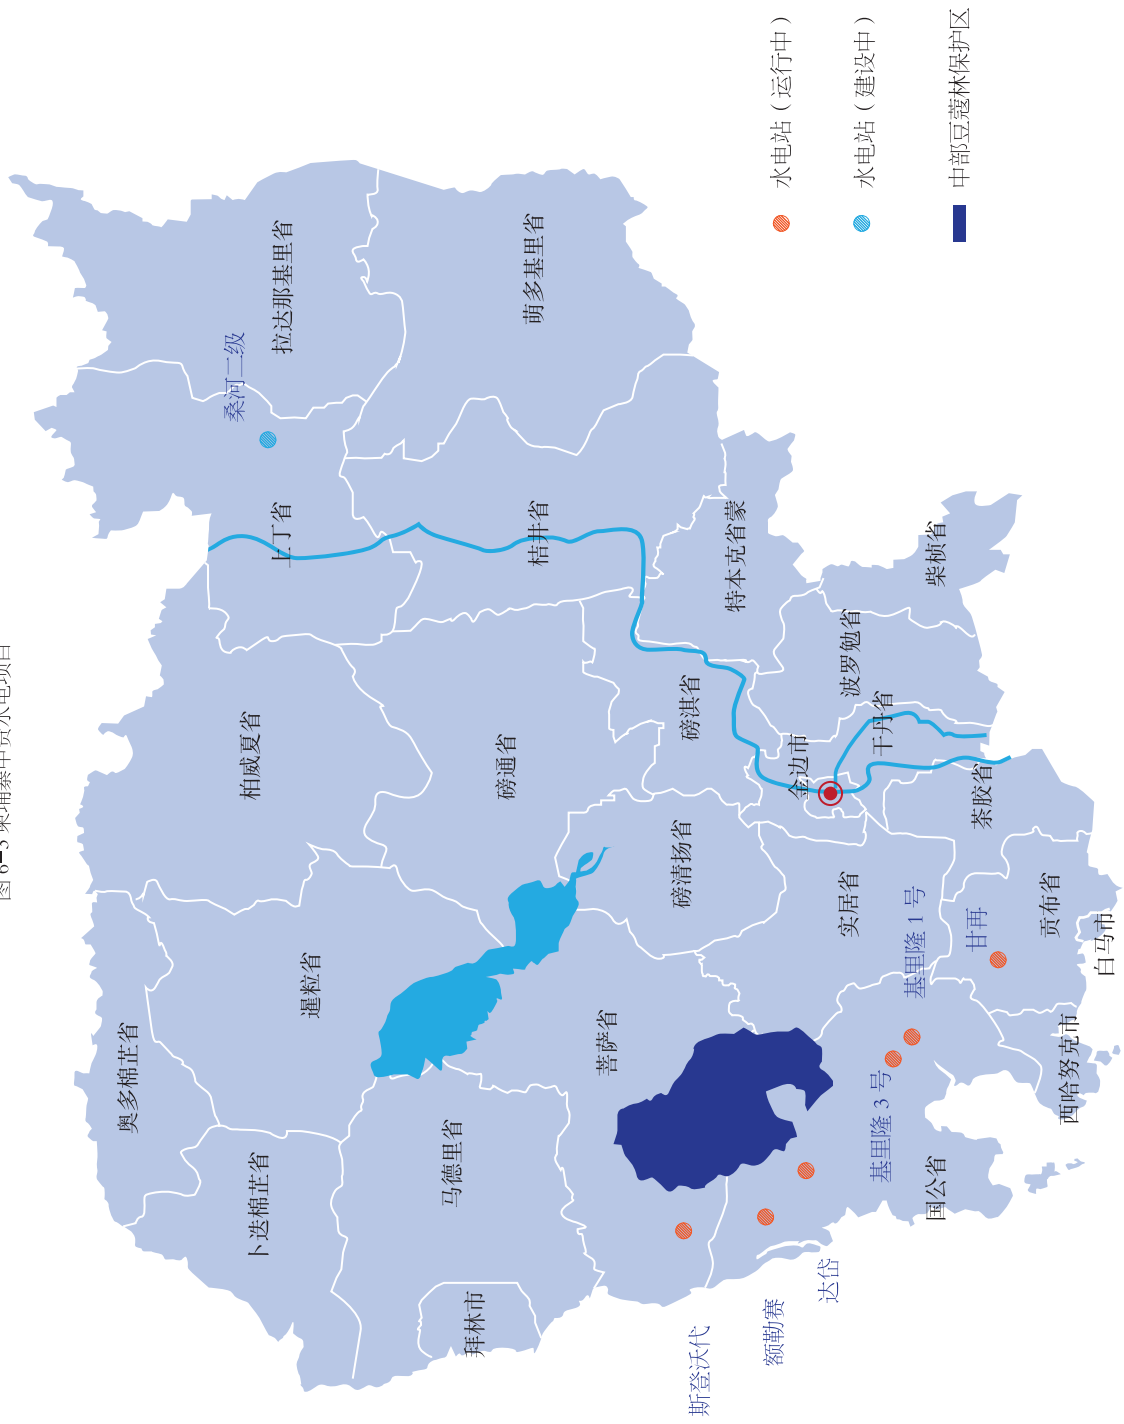 图 柬埔寨中资水电项目
奥多棉芷省
桑河二级
柏威夏省
卜迭棉芷省
上丁省
拉达那基里省
暹粒省
马德里省
拜林市
磅通省
桔井省
萌多基里省
菩萨省
磅清扬省
磅淇省
斯登沃代
特本克省蒙
额勒赛
金边市
水电站（运行中）
达岱
实居省
波罗勉省
水电站（建设中）
基里隆 3 号
干丹省
基里隆 1 号
国公省
柴桢省
中部豆蔻林保护区
甘再
茶胶省
贡布省
西哈努克市
白马市